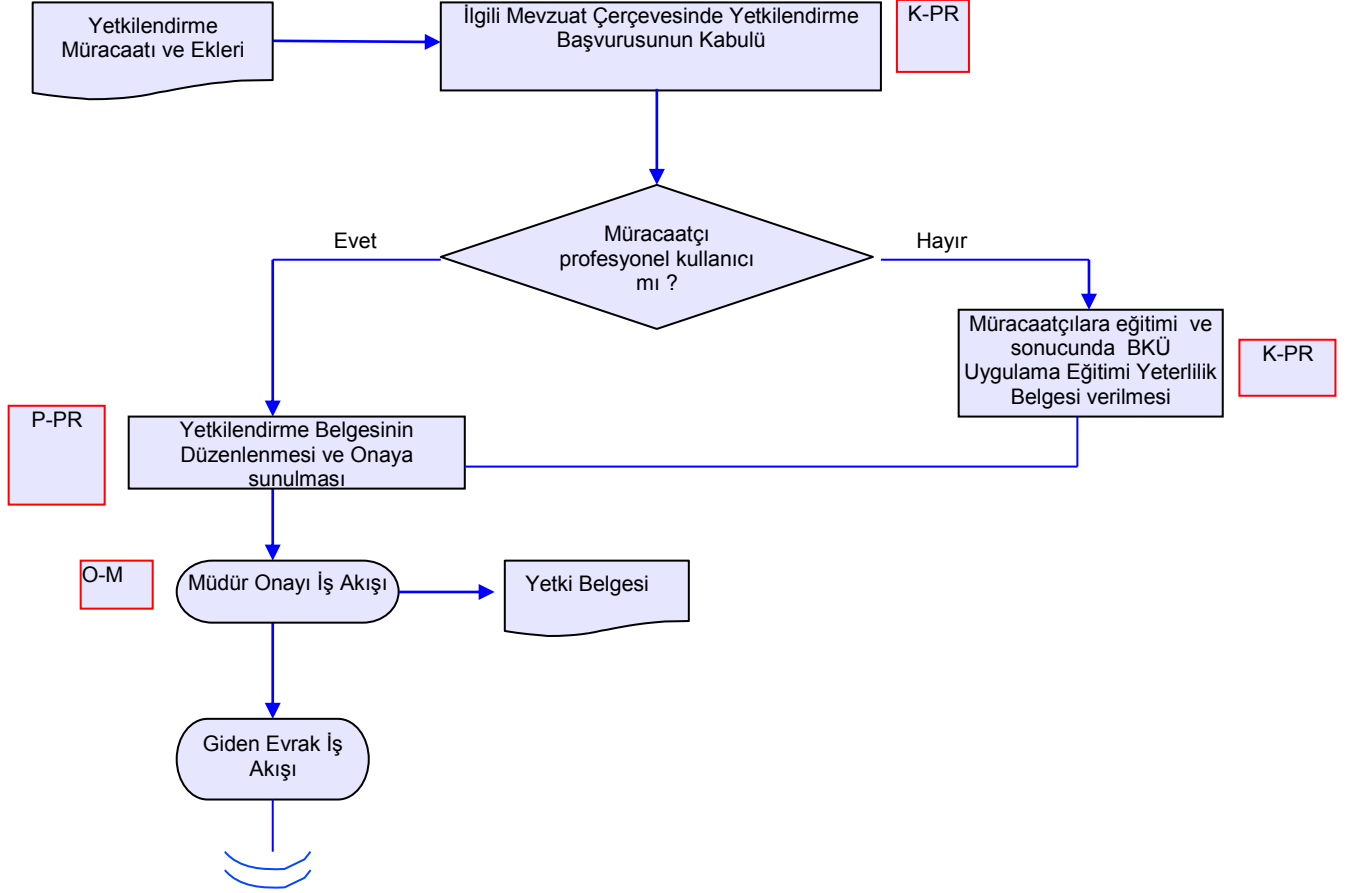 Yetkilendirme
Müracaatı ve Ekleri
İlgili Mevzuat Çerçevesinde Yetkilendirme
Başvurusunun Kabulü
K-PR
Müracaatçı
profesyonel kullanıcı
mı ?
Evet
Hayır
Müracaatçılara eğitimi ve
sonucunda BKÜ
Uygulama Eğitimi Yeterlilik
Belgesi verilmesi
K-PR
P-PR
Yetkilendirme Belgesinin
Düzenlenmesi ve Onaya
sunulması
O-M
Müdür Onayı İş Akışı
Yetki Belgesi
Giden Evrak İş
Akışı